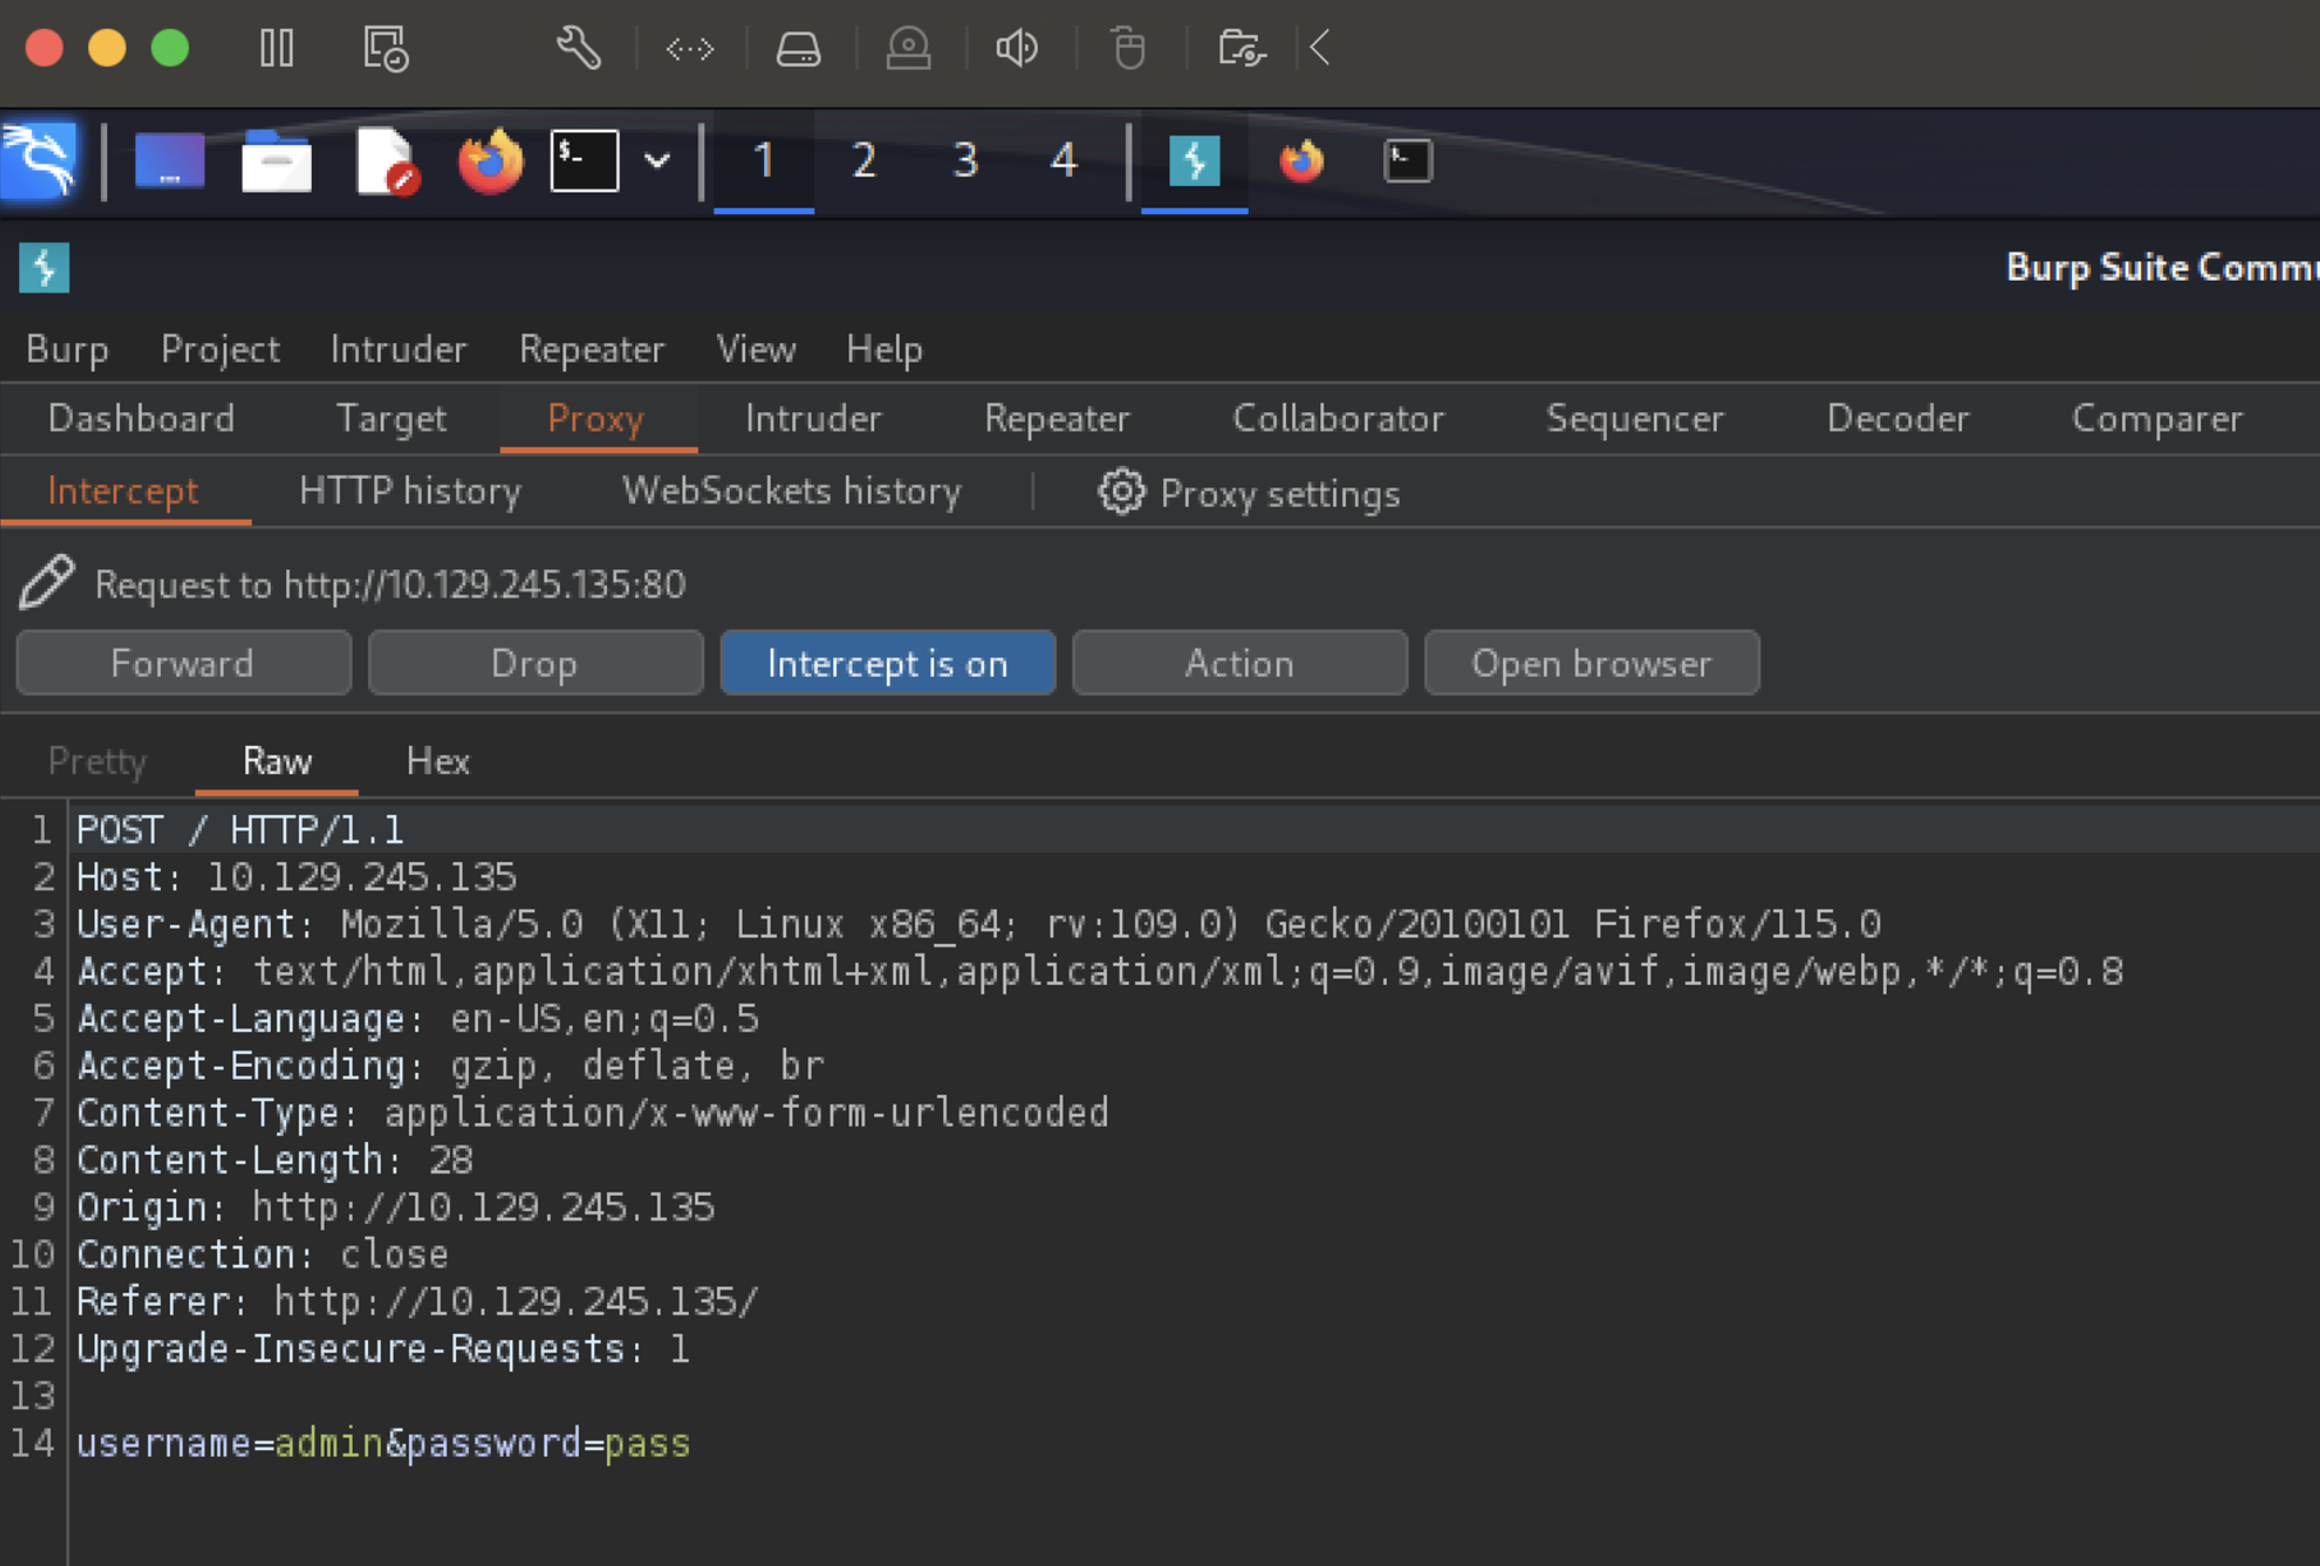 $_ 1 2 3 4
Burp Suite Commu
Burp Project Intruder Repeater View Help
Dashboard Target Proxy Intruder Repeater Collaborator Sequencer Decoder Comparer
Intercept HTTP history WebSockets history Proxy settings
Request to http://10.129.245.135:80
Forward Drop Intercept is on Action Open browser
Pretty Raw Hex
1 POST / HTTP/1.1
2 Host: 10.129.245.135
3 User-Agent: Mozilla/5.0 (X11; Linux x86_64; rv:109.0) Gecko/20100101 Firefox/115.0
4 Accept: text/html,application/xhtml+xml,application/xml;q=0.9,image/avif,image/webp,*/*;q=0.8
5 Accept-Language: en-US,en;q=0.5
6 Accept-Encoding: gzip, deflate, br
7 Content-Type: application/x-www-form-urlencoded
8 Content-Length: 28
9 Origin: http://10.129.245.135
10 Connection: close
11 Referer: http://10.129.245.135/
12 Upgrade-Insecure-Requests: 1
13
14 username=admin&password=pass